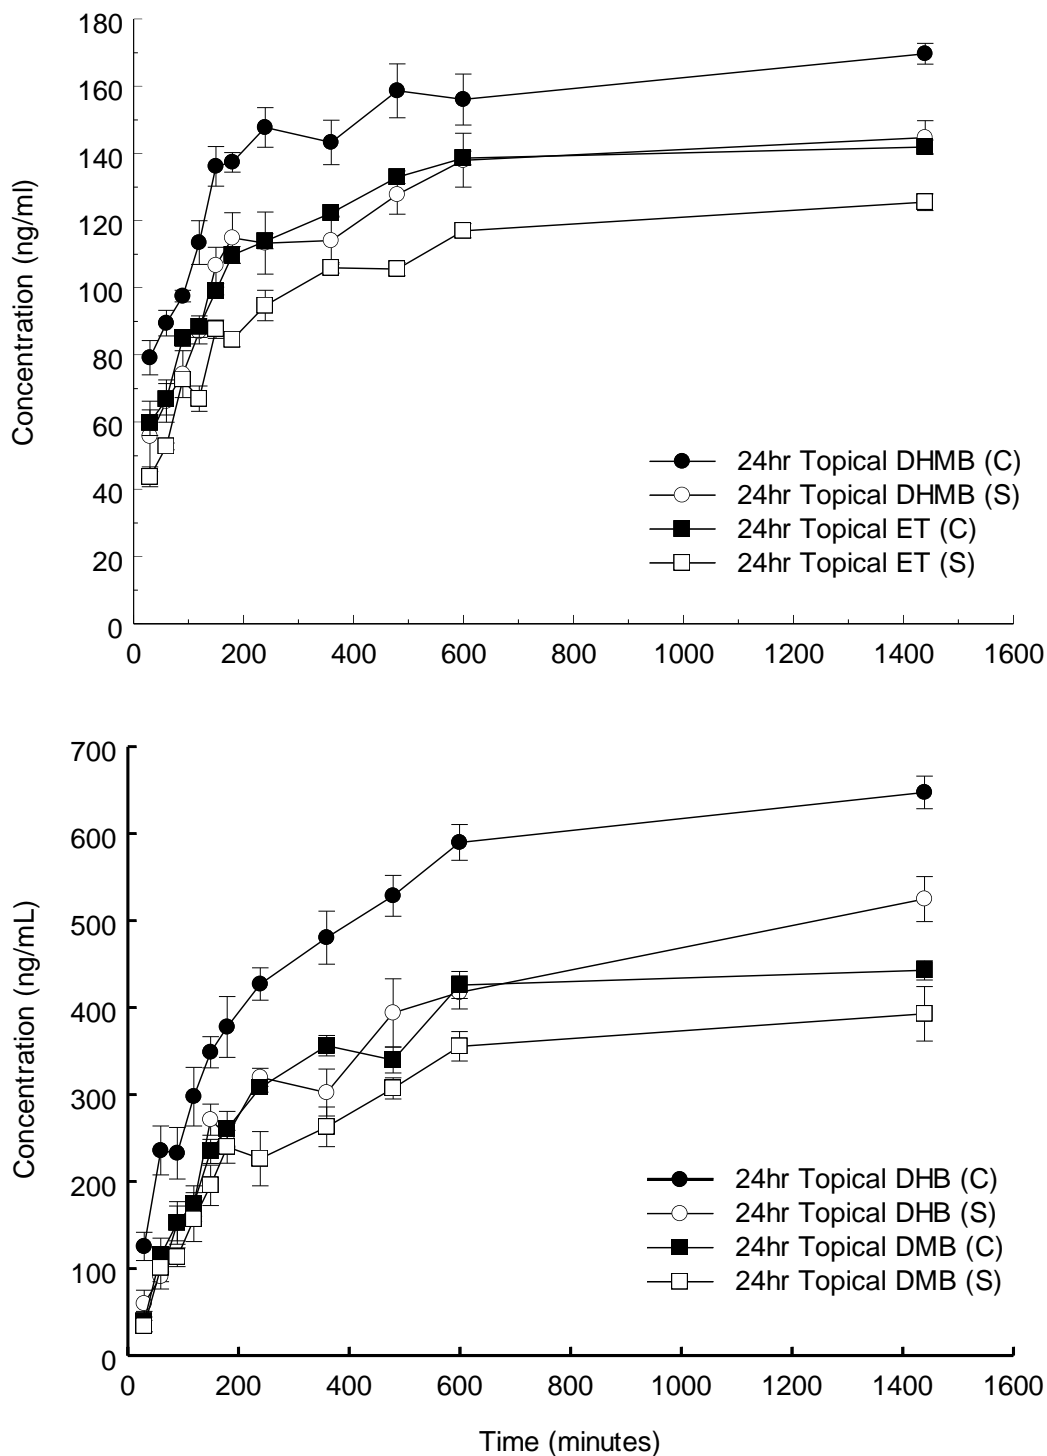 180
160
140
120
100
80
60
40
20
0
Concentration (ng/ml)
24hr Topical DHMB (C)
24hr Topical DHMB (S)
24hr Topical ET (C)
24hr Topical ET (S)
0 200 400 600 800 1000 1200 1400 1600
700
600
500
400
300
200
100
0
Concentration (ng/mL)
24hr Topical DHB (C)
24hr Topical DHB (S)
24hr Topical DMB (C)
24hr Topical DMB (S)
0 200 400 600 800 1000 1200 1400 1600
Time (minutes)